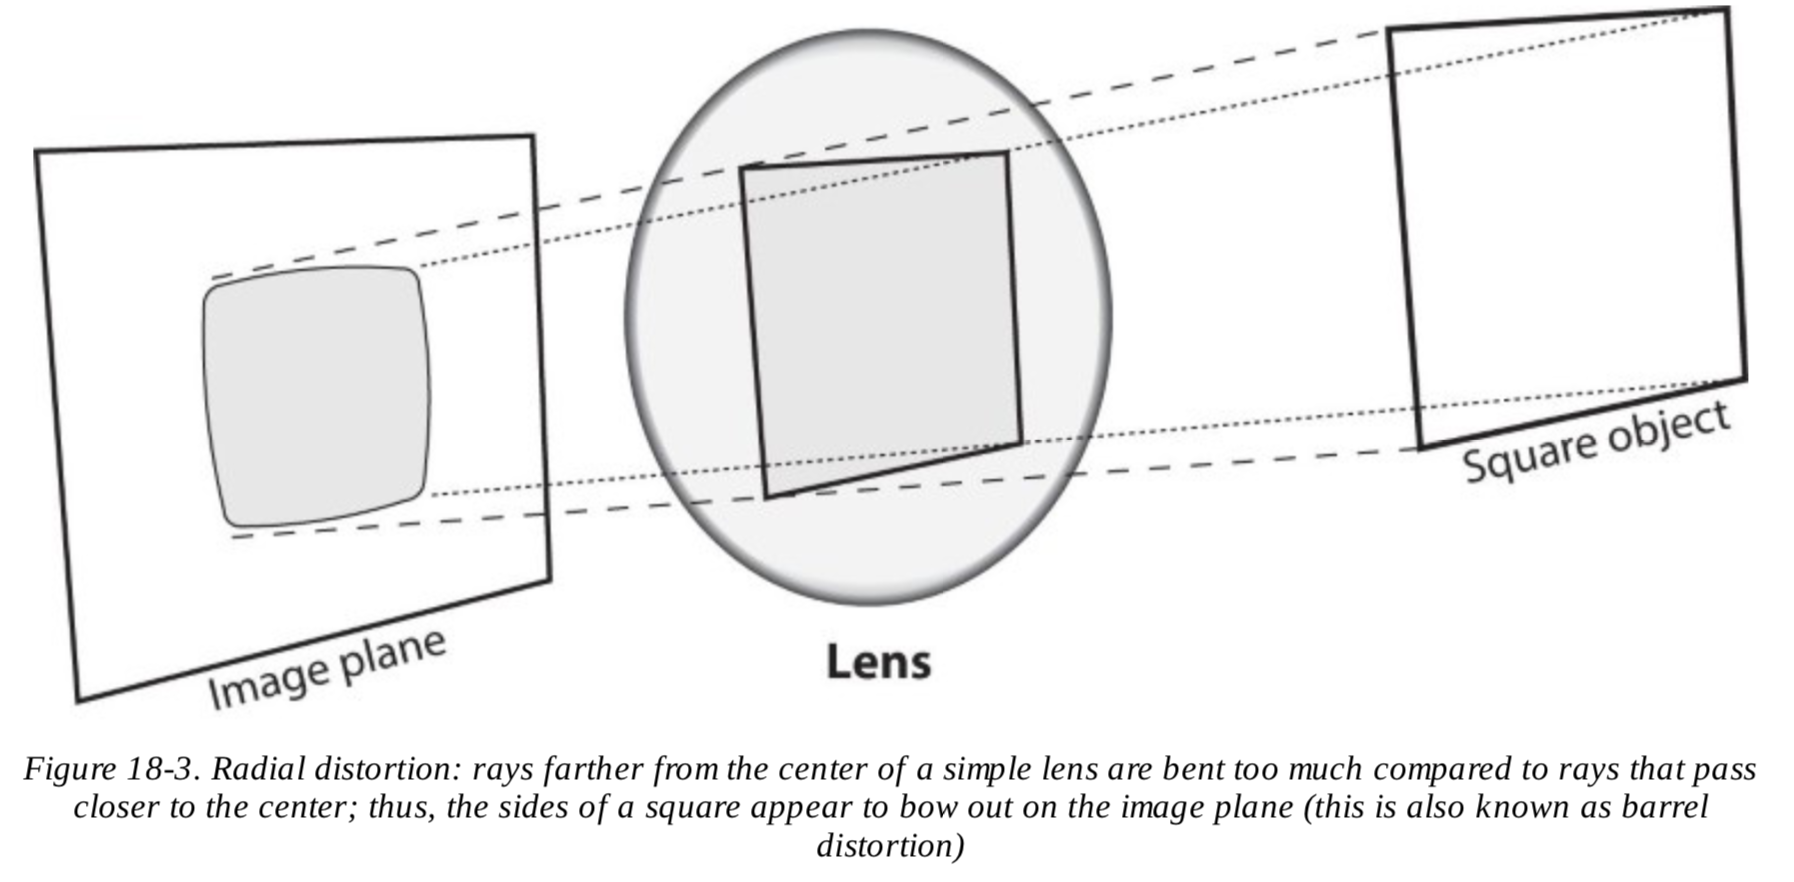 Square object
Image plane
Lens
Figure 18-3. Radial distortion: rays farther from the center of a simple lens are bent too much compared to rays that pass
closer to the center; thus, the sides of a square appear to bow out on the image plane (this is also known as barrel
distortion)